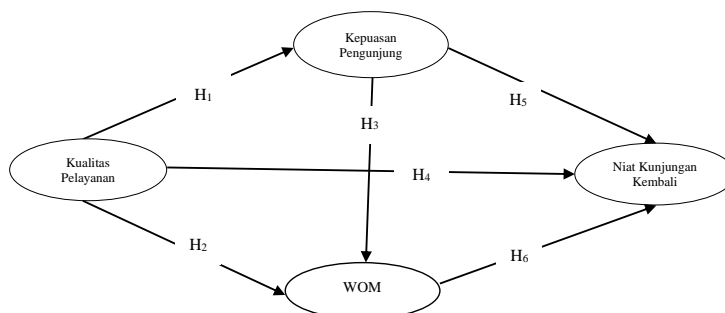 Kepuasan
Pengunjung
H1
H5
H3
Kualitas
Pelayanan
H4
Niat Kunjungan
Kembali
H2
H6
WOM